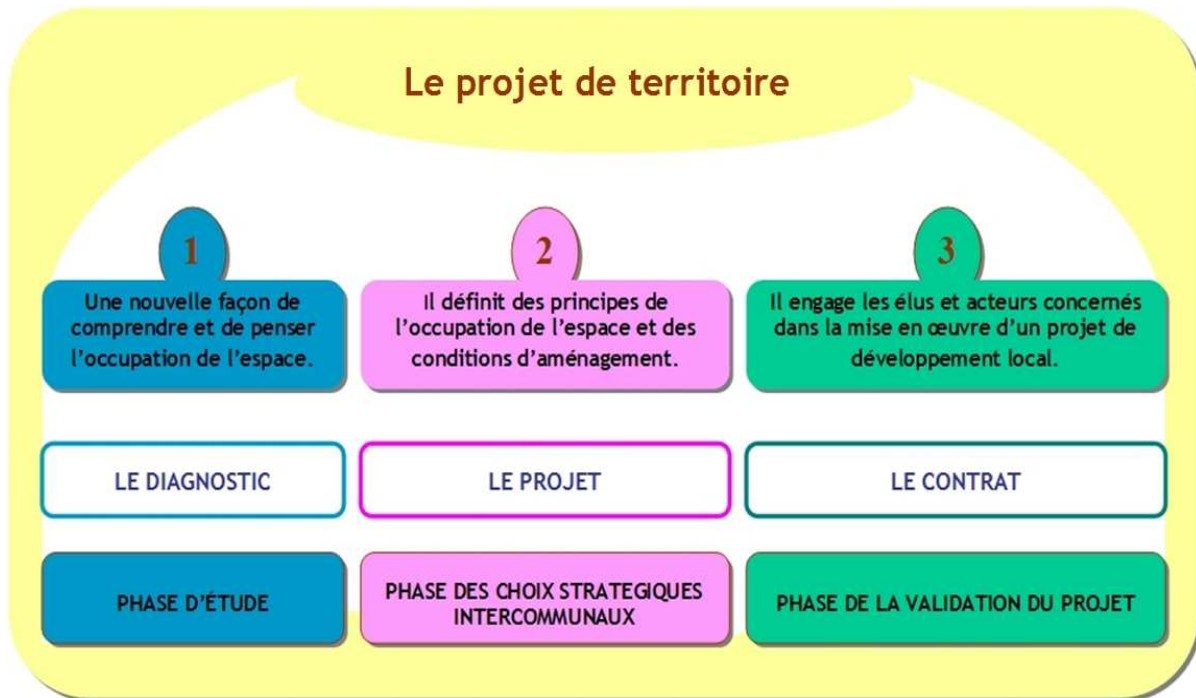 Le projet de territoire
1
Une nouvelle façon de
comprendre et de penser
l'occupation de l'espace.
2
Il définit des principes de
l'occupation de l'espace et des
conditions d'aménagement.
3
Il engage les élus et acteurs concernés
dans la mise en œuvre d'un projet de
développement local.
LE DIAGNOSTIC
LE PROJET
LE CONTRAT
PHASE D'ÉTUDE
PHASE DES CHOIX STRATEGIQUES
INTERCOMMUNAUX
PHASE DE LA VALIDATION DU PROJET